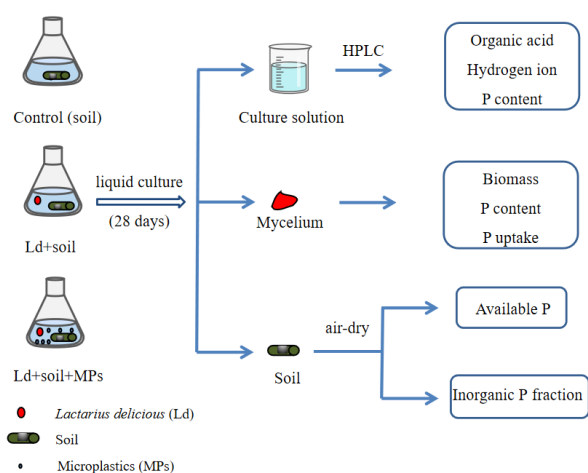 Control (soil)
Ld+soil
Ld+soil+MPs
liquid culture
(28 days)
Culture solution
HPLC
Organic acid
Hydrogen ion
P content
Mycelium
Biomass
P content
P uptake
Soil
air-dry
Available P
Inorganic P fraction
Lactarius delicious (Ld)
Soil
Microplastics (MPs)